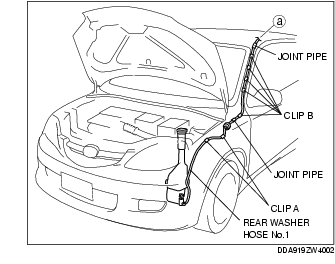 a
JOINT PIPE
CLIP B
JOINT PIPE
CLIP A
REAR WASHER
HOSE No.1
DDA919ZW4002